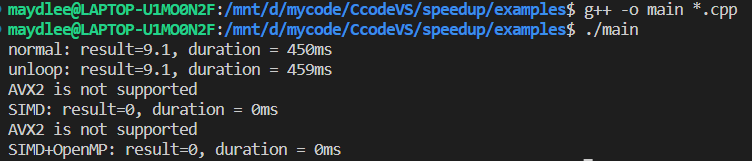 maydlee@LAPTOP-U1MO0N2F:/mnt/d/mycode/CcodeVS/speedup/examples$ g++ -o main *.cpp
maydlee@LAPTOP-U1MO0N2F:/mnt/d/mycode/CcodeVS/speedup/examples$ ./main
normal: result=9.1, duration = 450ms
unloop: result=9.1, duration = 459ms
AVX2 is not supported
SIMD: result=0, duration = 0ms
AVX2 is not supported
SIMD+OpenMP: result=0, duration = 0ms